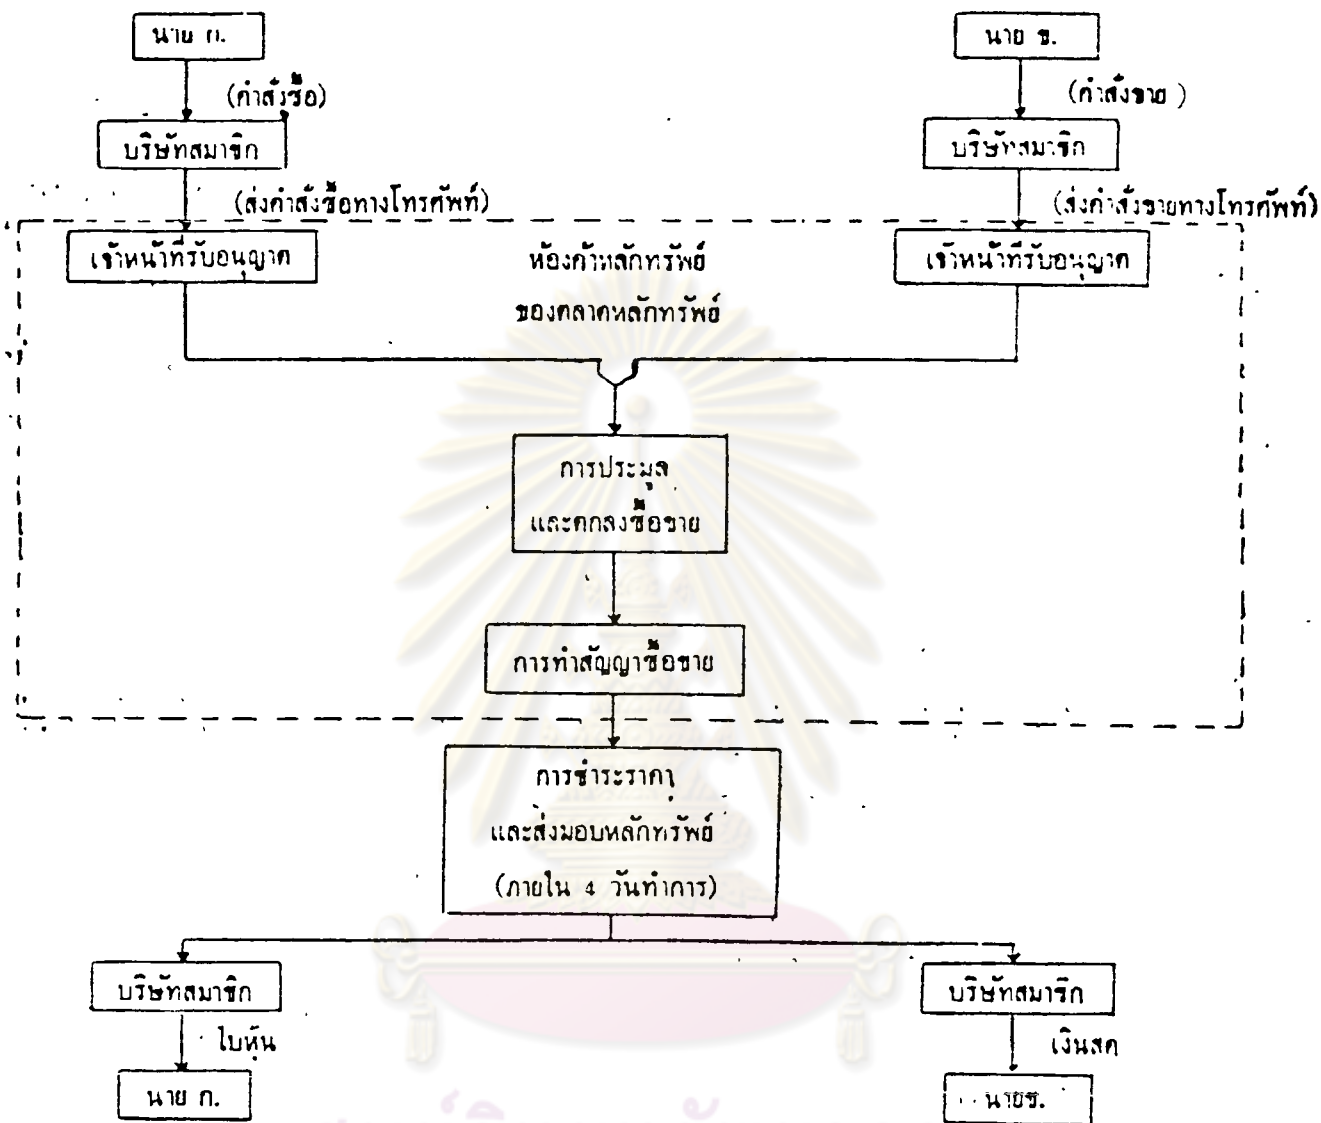 นาย ก.
นาย ข.
(คำสั่งซื้อ)
(คำสั่งขาย)
บริษัทสมาชิก
บริษัทสมาชิก
(ส่งคำสั่งซื้อทางโทรศัพท์)
(ส่งคำสั่งขายทางโทรศัพท์)
เจ้าหน้าที่รับอนุญาต
ห้องค้าหลักทรัพย์
เจ้าหน้าที่รับอนุญาต
ของตลาดหลักทรัพย์
การประมูล
และตกลงซื้อขาย
การทำสัญญาซื้อขาย
การชำระราคา
และส่งมอบหลักทรัพย์
(ภายใน 4 วันทำการ)
บริษัทสมาชิก
บริษัทสมาชิก
ใบหุ้น
เงินสด
นาย ก.
นายข.